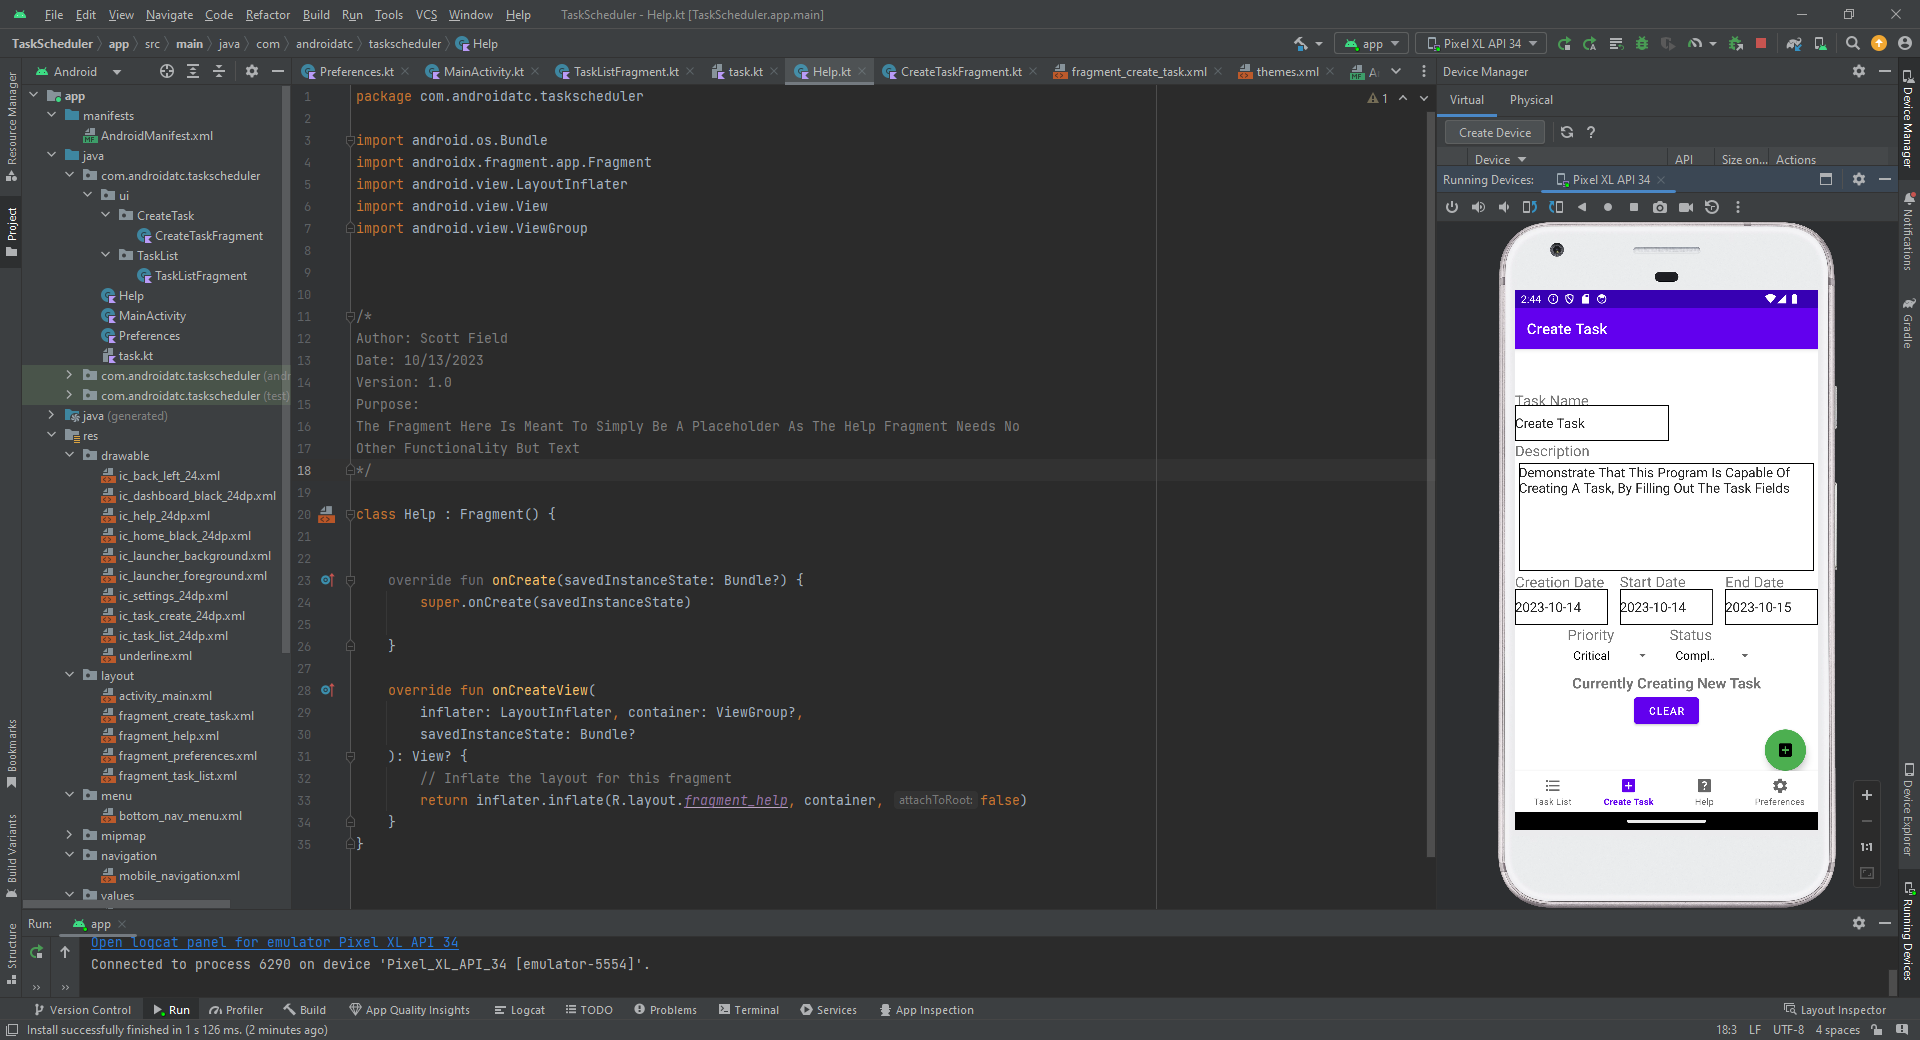 File Edit View Navigate Code Refactor Build Run Tools VCS Window Help TaskScheduler - Help.kt [TaskScheduler.app.main]
TaskScheduler app src main java com androidatc taskscheduler Help
app Pixel XL API 34
Android
Preferences.kt MainActivity.kt TaskListFragment.kt task.kt Help.kt CreateTaskFragment.kt fragment_create_task.xml themes.xml
Resource Manager
Project
Bookmarks
Build Variants
Structure
app
manifests
AndroidManifest.xml
java
com.androidatc.taskscheduler
ui
CreateTask
CreateTaskFragment
TaskList
TaskListFragment
Help
MainActivity
Preferences
task.kt
com.androidatc.taskscheduler (andr
com.androidatc.taskscheduler (test)
java (generated)
res
drawable
ic_back_left_24.xml
ic_dashboard_black_24dp.xml
ic_help_24dp.xml
ic_home_black_24dp.xml
ic_launcher_background.xml
ic_launcher_foreground.xml
ic_settings_24dp.xml
ic_task_create_24dp.xml
ic_task_list_24dp.xml
underline.xml
layout
activity_main.xml
fragment_create_task.xml
fragment_help.xml
fragment_preferences.xml
fragment_task_list.xml
menu
bottom_nav_menu.xml
mipmap
navigation
mobile_navigation.xml
values
1 package com.androidatc.taskscheduler
2
3 import android.os.Bundle
4 import androidx.fragment.app.Fragment
5 import android.view.LayoutInflater
6 import android.view.View
7 import android.view.ViewGroup
8
9
10
11 /*
12 Author: Scott Field
13 Date: 10/13/2023
14 Version: 1.0
15 Purpose:
16 The Fragment Here Is Meant To Simply Be A Placeholder As The Help Fragment Needs No
17 Other Functionality But Text
18 */
19
20 class Help : Fragment() {
21
22
23 override fun onCreate(savedInstanceState: Bundle?) {
24 super.onCreate(savedInstanceState)
25
26 }
27
28 override fun onCreateView(
29 inflater: LayoutInflater, container: ViewGroup?,
30 savedInstanceState: Bundle?
31 ): View? {
32 // Inflate the layout for this fragment
33 return inflater.inflate(R.layout.fragment_help, container, attachToRoot: false)
34 }
35 }
1
Device Manager
Virtual Physical
Create Device ?
Device API Size on... Actions
Running Devices: Pixel XL API 34
2:44
Create Task
Task Name
Create Task
Description
Demonstrate That This Program Is Capable Of
Creating A Task, By Filling Out The Task Fields
Creation Date Start Date End Date
2023-10-14 2023-10-14 2023-10-15
Priority Status
Critical Compl..
Currently Creating New Task
CLEAR
Task List Create Task Help Preferences
1:1
Device Manager
Notifications
Gradle
Device Explorer
Running Devices
Run: app
Open logcat panel for emulator Pixel XL API 34
Connected to process 6290 on device 'Pixel_XL_API_34 [emulator-5554]'.
Version Control Run Profiler Build App Quality Insights Logcat TODO Problems Terminal Services App Inspection Layout Inspector
Install successfully finished in 1 s 126 ms. (2 minutes ago) 18:3 LF UTF-8 4 spaces